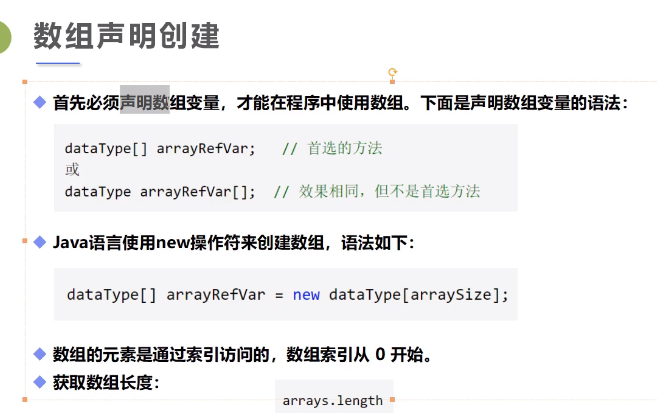 数组声明创建
首先必须声明数组变量，才能在程序中使用数组。下面是声明数组变量的语法：
dataType[] arrayRefVar;   // 首选的方法
或
dataType arrayRefVar[];  // 效果相同，但不是首选方法
Java语言使用new操作符来创建数组，语法如下：
dataType[] arrayRefVar = new dataType[arraySize];
数组的元素是通过索引访问的，数组索引从 0 开始。
获取数组长度：
arrays.length